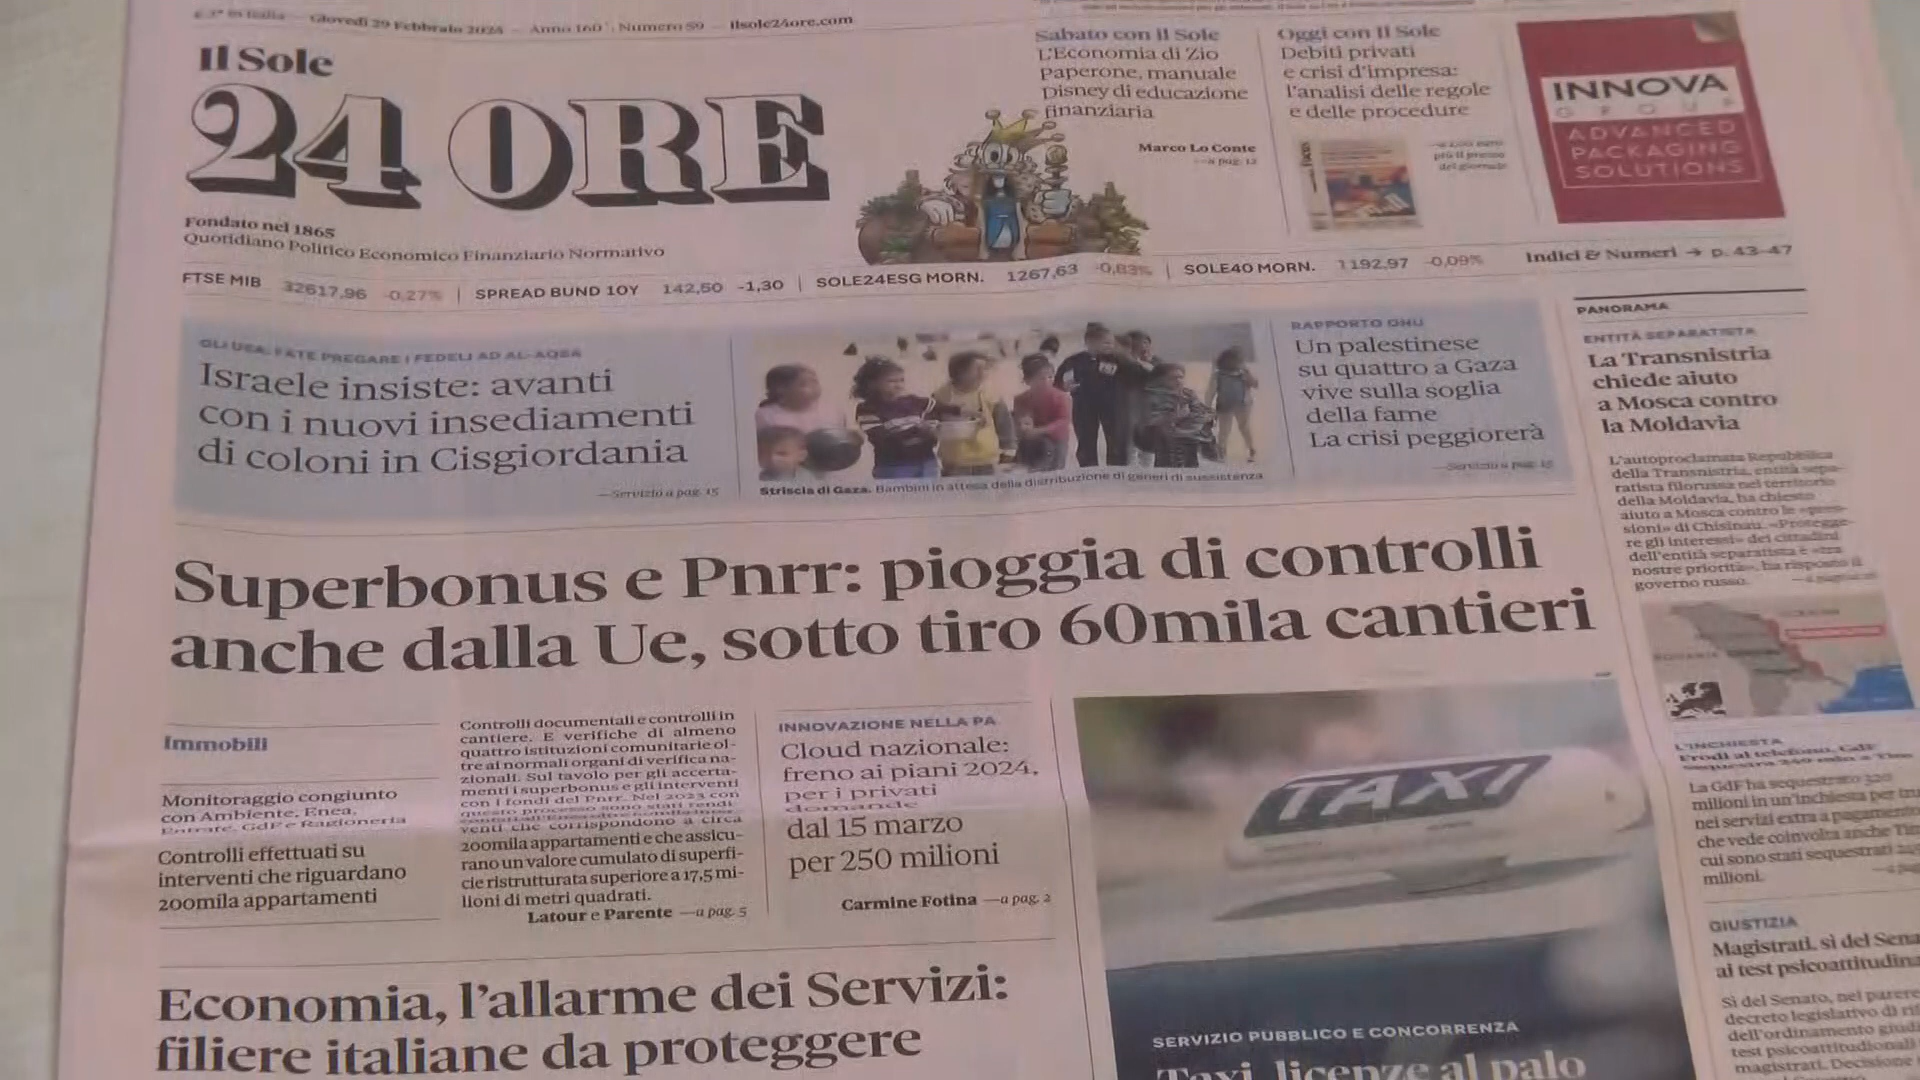 Giovedì 29 Febbraio 2024 — Anno 160°, Numero 59 — ilsole24ore.com
Il Sole
24 ORE
Fondato nel 1865
Quotidiano Politico Economico Finanziario Normativo
Sabato con il Sole
L'Economia di Zio
Paperone, manuale
Disney di educazione
finanziaria
Marco Lo Conte
—a pag. 12
Oggi con Il Sole
Debiti privati
e crisi d'impresa:
l'analisi delle regole
e delle procedure
più il prezzo
del giornale
INNOVA
GROUP
ADVANCED
PACKAGING
SOLUTIONS
FTSE MIB 32617,96 -0,27% | SPREAD BUND 10Y 142,50 -1,30 | SOLE24ESG MORN. 1267,63 -0,83% | SOLE40 MORN. 1192,97 -0,09%
Indici & Numeri → p. 43-47
GLI USA: FATE PREGARE I FEDELI AD AL-AQSA
Israele insiste: avanti
con i nuovi insediamenti
di coloni in Cisgiordania
—Servizio a pag. 15
Striscia di Gaza. Bambini in attesa della distribuzione di generi di sussistenza
RAPPORTO ONU
Un palestinese
su quattro a Gaza
vive sulla soglia
della fame
La crisi peggiorerà
—Servizio a pag. 15
Superbonus e Pnrr: pioggia di controlli
anche dalla Ue, sotto tiro 60mila cantieri
Immobili
Monitoraggio congiunto
con Ambiente, Enea,
Entrate, GdF e Ragioneria
Controlli effettuati su
interventi che riguardano
200mila appartamenti
Controlli documentali e controlli in
cantiere. E verifiche di almeno
quattro istituzioni comunitarie ol-
tre ai normali organi di verifica na-
zionali. Sul tavolo per gli accerta-
menti i superbonus e gli interventi
con i fondi del Pnrr. Nel 2023 con
questo processo sono stati rendi-
venti che corrispondono a circa
200mila appartamenti e che assicu-
rano un valore cumulato di superfi-
cie ristrutturata superiore a 17,5 mi-
lioni di metri quadrati.
Latour e Parente —a pag. 5
INNOVAZIONE NELLA PA
Cloud nazionale:
freno ai piani 2024,
per i privati
domande
dal 15 marzo
per 250 milioni
Carmine Fotina —a pag. 2
Economia, l'allarme dei Servizi:
filiere italiane da proteggere
TAXI
SERVIZIO PUBBLICO E CONCORRENZA
Taxi, licenze al palo
PANORAMA
ENTITÀ SEPARATISTA
La Transnistria
chiede aiuto
a Mosca contro
la Moldavia
L'autoproclamata Repubblica
della Transnistria, entità sepa-
ratista filorussa nel territorio
della Moldavia, ha chiesto
aiuto a Mosca contro le «pres-
sioni» di Chisinau. «Protegge-
re gli interessi» dei cittadini
dell'entità separatista è «tra
nostre priorità», ha risposto il
governo russo.
L'INCHIESTA
Frodi al telefono, GdF
sequestra 249 mln a Tim
La GdF ha sequestrato 320
milioni in un'inchiesta per
nei servizi extra a pagamento
che vede coinvolta anche Tim
cui sono stati sequestrati
milioni.
GIUSTIZIA
Magistrati, sì del
ai test
Sì del Senato, nel parere
decreto legislativo di
dell'ordinamento
test psicoattitudinali
magistrati. Decisione